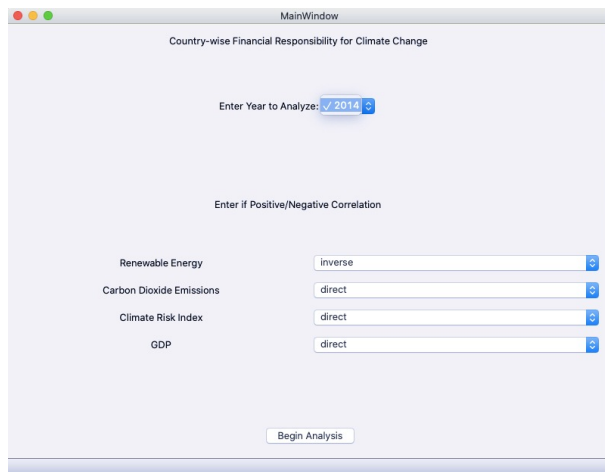 MainWindow
Country-wise Financial Responsibility for Climate Change
Enter Year to Analyze: ✓ 2014
Enter if Positive/Negative Correlation
Renewable Energy inverse
Carbon Dioxide Emissions direct
Climate Risk Index direct
GDP direct
Begin Analysis